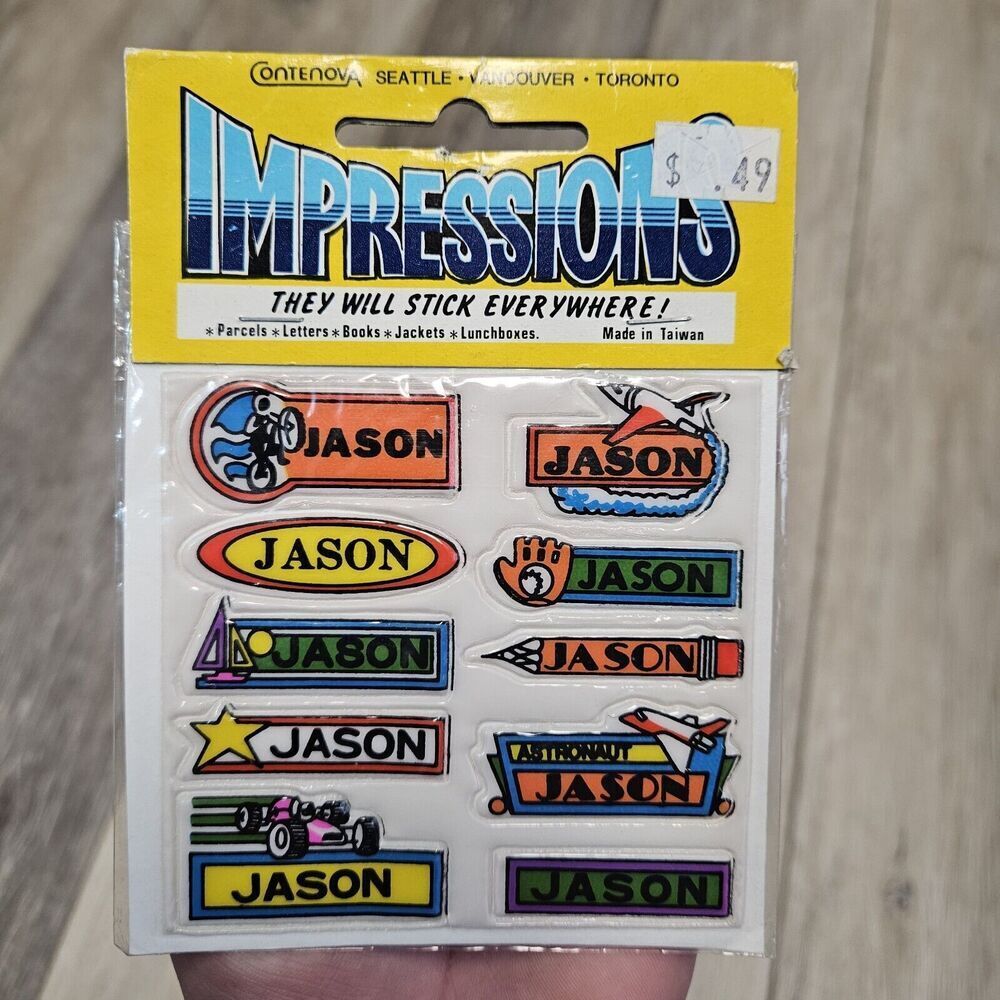 CONTENOVA SEATTLE • VANCOUVER • TORONTO
IMPRESSIONS
$ .49
THEY WILL STICK EVERYWHERE!
* Parcels * Letters * Books * Jackets * Lunchboxes. Made in Taiwan
JASON
JASON
JASON
JASON
JASON
JASON
JASON
ASTRONAUT
JASON
JASON
JASON